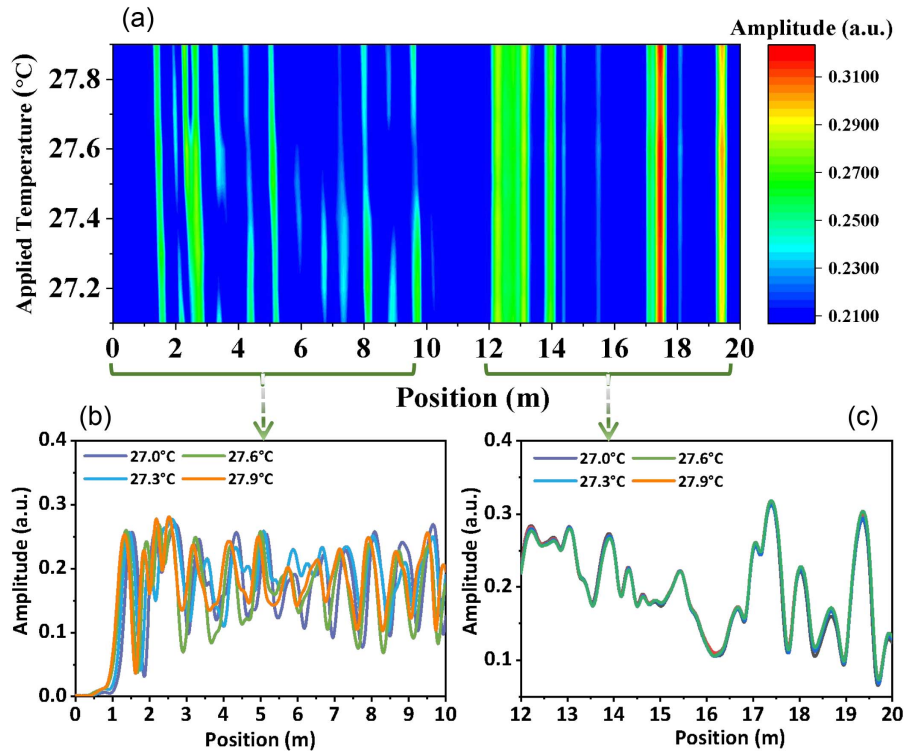 (a)
Amplitude (a.u.)
Applied Temperature (°C)
27.8
27.6
27.4
27.2
0.3100
0.2900
0.2700
0.2500
0.2300
0.2100
0 2 4 6 8 10 12 14 16 18 20
Position (m)
(b)
Amplitude (a.u.)
0.4
0.3
0.2
0.1
0.0
27.0°C 27.6°C
27.3°C 27.9°C
0 1 2 3 4 5 6 7 8 9 10
Position (m)
(c)
Amplitude (a.u.)
0.4
0.3
0.2
0.1
27.0°C 27.6°C
27.3°C 27.9°C
12 13 14 15 16 17 18 19 20
Position (m)